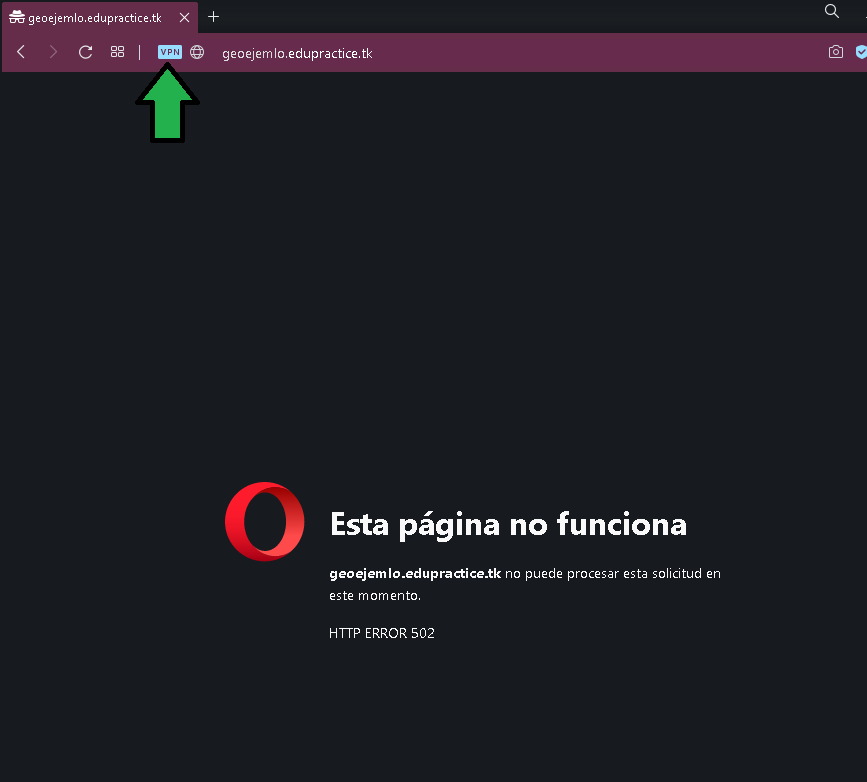 geoejemlo.edupractice.tk
VPN
geoejemlo.edupractice.tk
Esta página no funciona
geoejemlo.edupractice.tk no puede procesar esta solicitud en
este momento.
HTTP ERROR 502